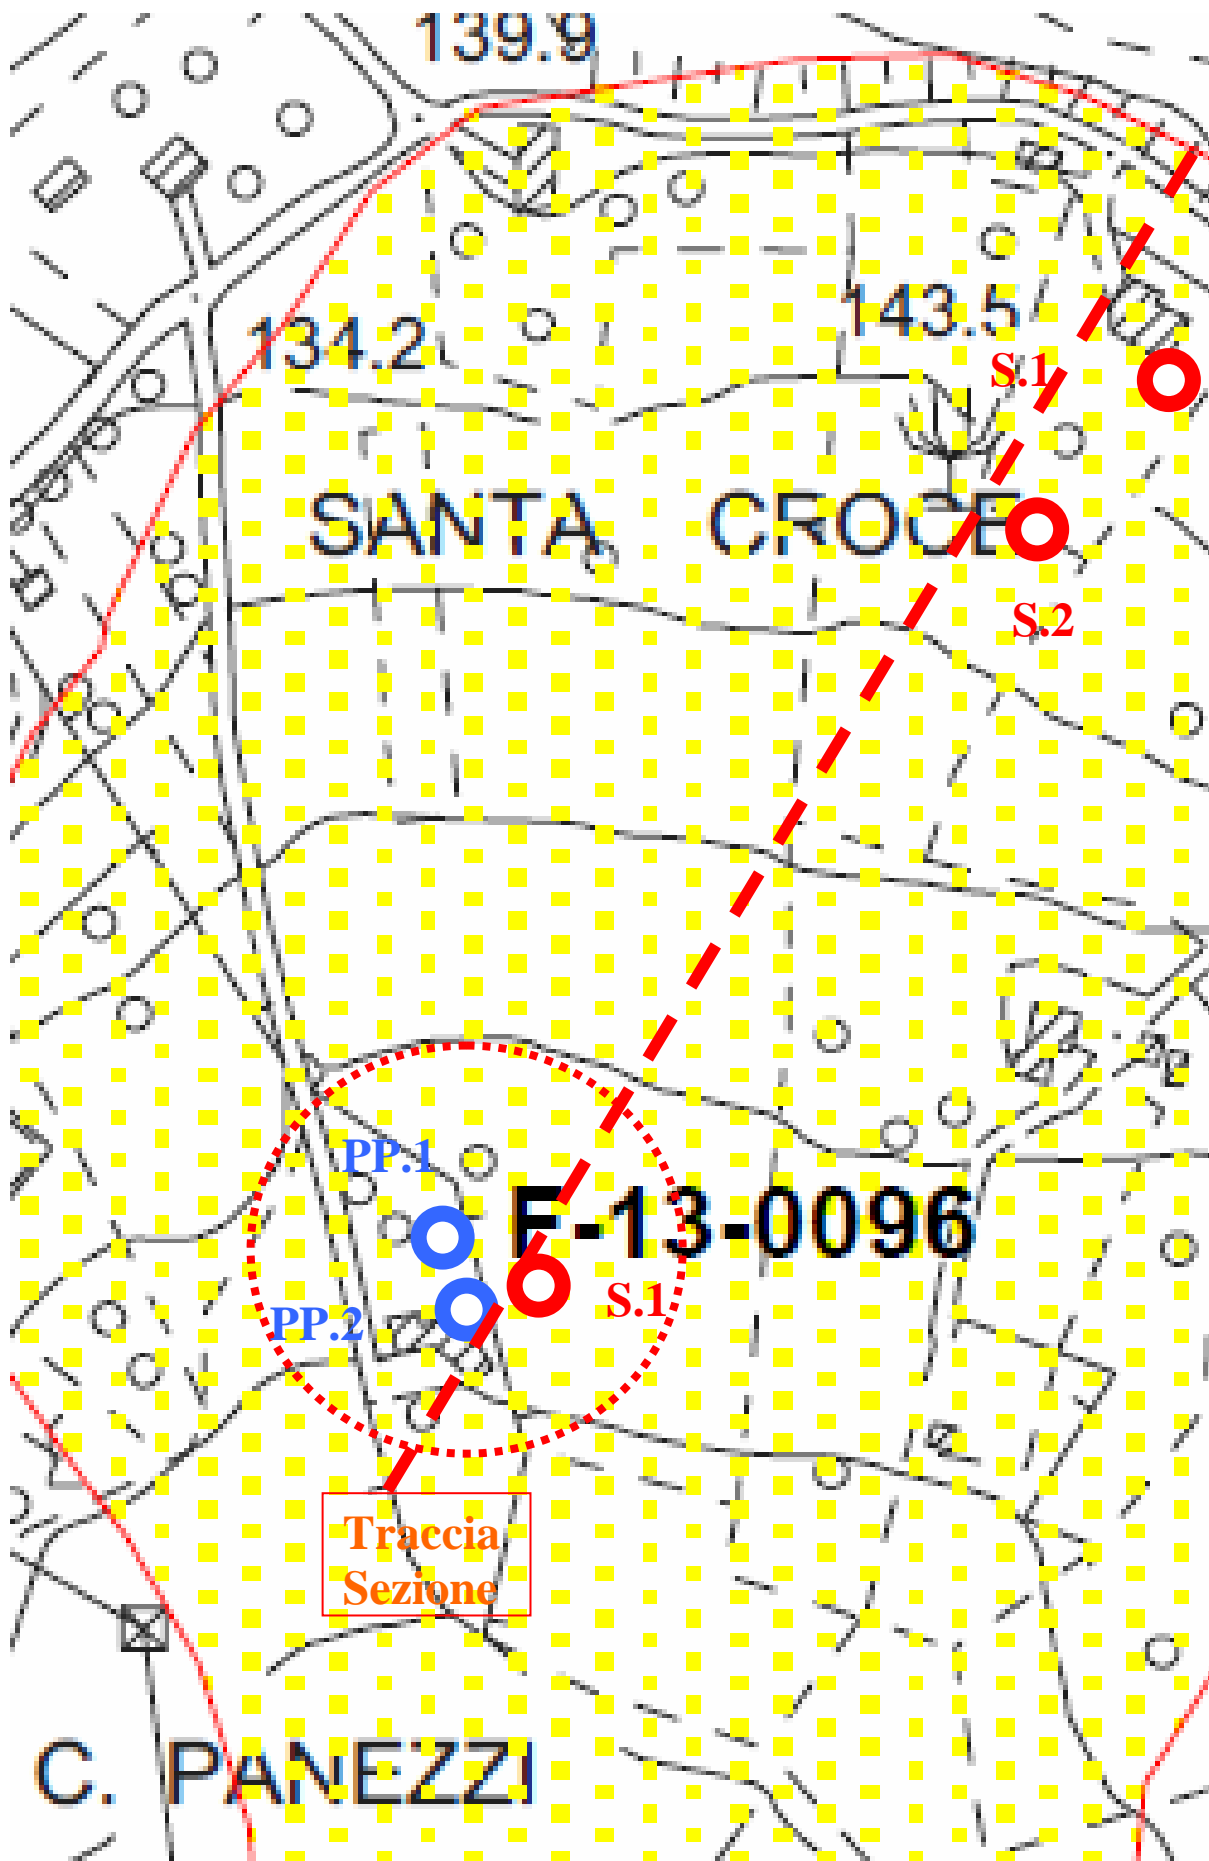 139.9
134.2
143.5
S.1
SANTA CROCE
S.2
PP.1
F-13-0096
S.1
PP.2
Traccia
Sezione
C. PANEZZI